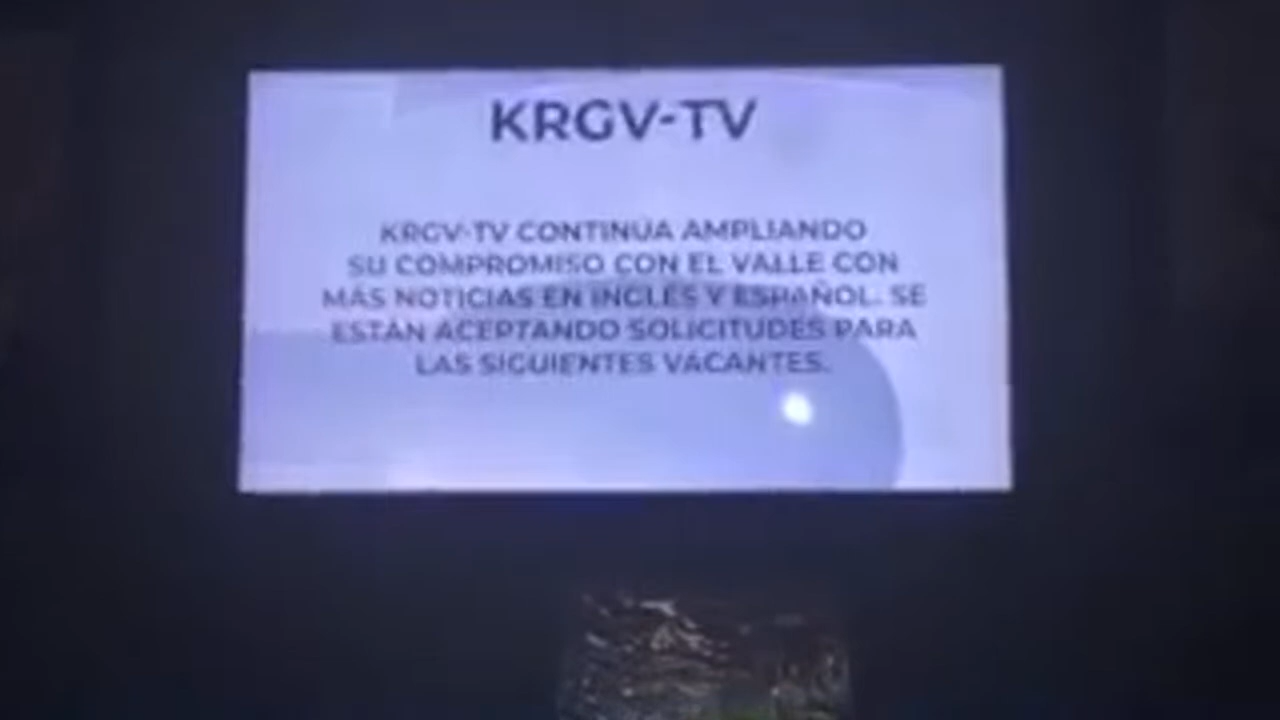 KRGV-TV
KRGV-TV CONTINÚA AMPLIANDO
SU COMPROMISO CON EL VALLE CON
MÁS NOTICIAS EN INGLÉS Y ESPAÑOL. SE
ESTÁN ACEPTANDO SOLICITUDES PARA
LAS SIGUIENTES VACANTES.